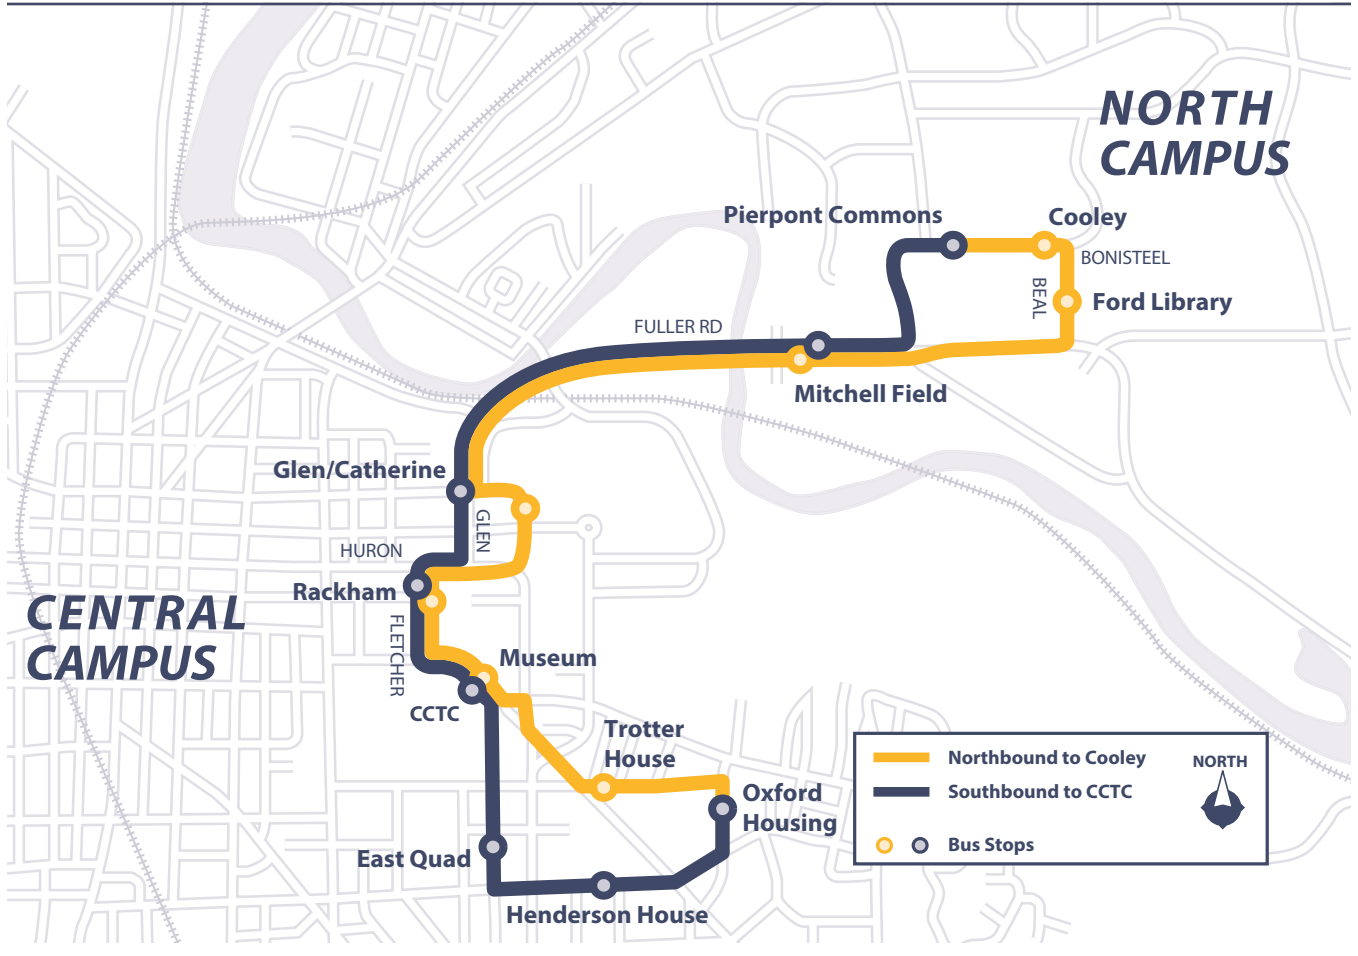 NORTH
CAMPUS
Pierpont Commons
Cooley
BONISTEEL
BEAL
Ford Library
FULLER RD
Mitchell Field
Glen/Catherine
GLEN
HURON
Rackham
CENTRAL
CAMPUS
FLETCHER
Museum
CCTC
Trotter
House
Oxford
Housing
East Quad
Henderson House
Northbound to Cooley
Southbound to CCTC
Bus Stops
NORTH